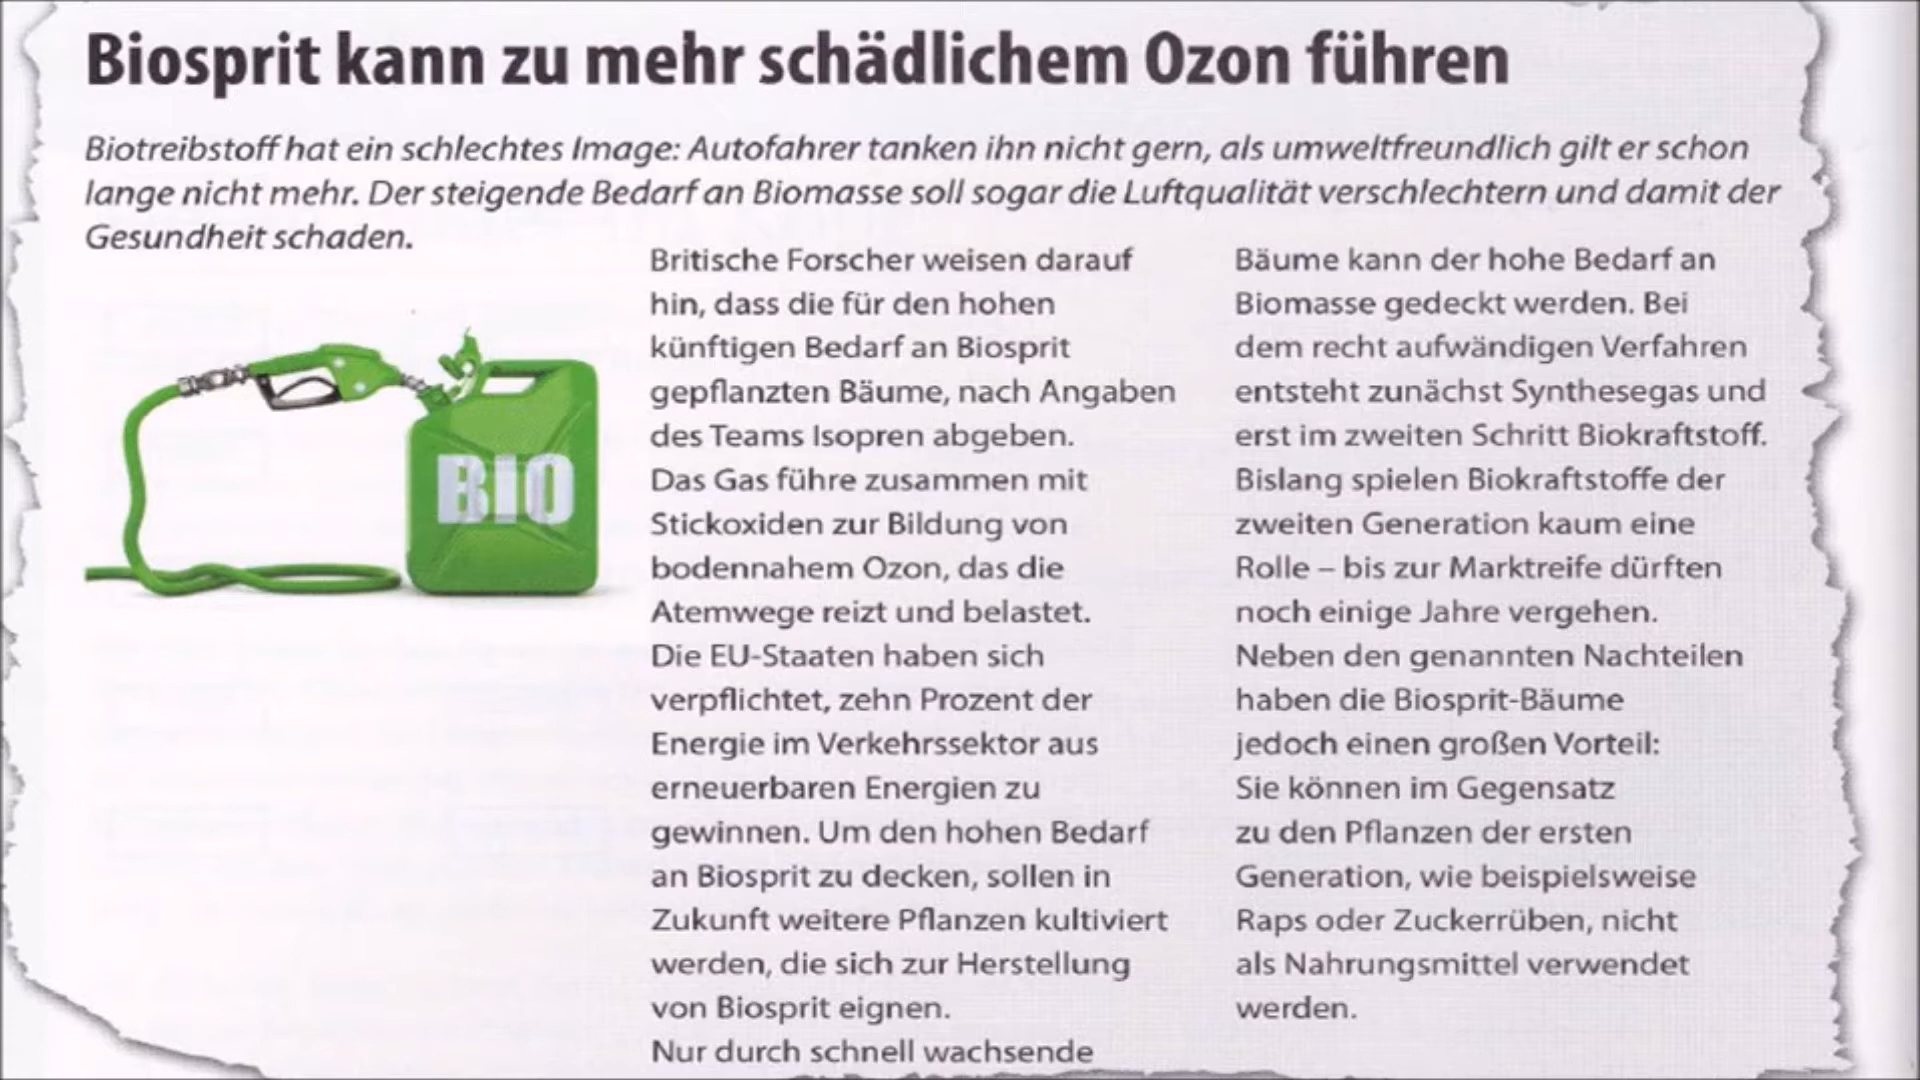 Biosprit kann zu mehr schädlichem Ozon führen
Biotreibstoff hat ein schlechtes Image: Autofahrer tanken ihn nicht gern, als umweltfreundlich gilt er schon
lange nicht mehr. Der steigende Bedarf an Biomasse soll sogar die Luftqualität verschlechtern und damit der
Gesundheit schaden.
BIO
Britische Forscher weisen darauf
hin, dass die für den hohen
künftigen Bedarf an Biosprit
gepflanzten Bäume, nach Angaben
des Teams Isopren abgeben.
Das Gas führe zusammen mit
Stickoxiden zur Bildung von
bodennahem Ozon, das die
Atemwege reizt und belastet.
Die EU-Staaten haben sich
verpflichtet, zehn Prozent der
Energie im Verkehrssektor aus
erneuerbaren Energien zu
gewinnen. Um den hohen Bedarf
an Biosprit zu decken, sollen in
Zukunft weitere Pflanzen kultiviert
werden, die sich zur Herstellung
von Biosprit eignen.
Nur durch schnell wachsende
Bäume kann der hohe Bedarf an
Biomasse gedeckt werden. Bei
dem recht aufwändigen Verfahren
entsteht zunächst Synthesegas und
erst im zweiten Schritt Biokraftstoff.
Bislang spielen Biokraftstoffe der
zweiten Generation kaum eine
Rolle – bis zur Marktreife dürften
noch einige Jahre vergehen.
Neben den genannten Nachteilen
haben die Biosprit-Bäume
jedoch einen großen Vorteil:
Sie können im Gegensatz
zu den Pflanzen der ersten
Generation, wie beispielsweise
Raps oder Zuckerrüben, nicht
als Nahrungsmittel verwendet
werden.